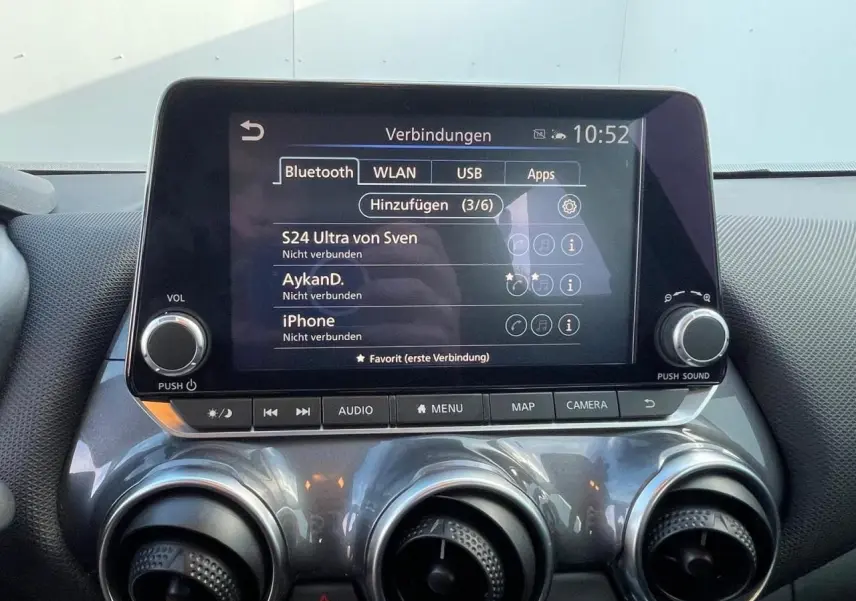 Verbindungen 10:52
Bluetooth WLAN USB Apps
Hinzufügen (3/6)
S24 Ultra von Sven
Nicht verbunden
AykanD.
Nicht verbunden
iPhone
Nicht verbunden
Favorit (erste Verbindung)
VOL
PUSH
PUSH SOUND
AUDIO MENU MAP CAMERA